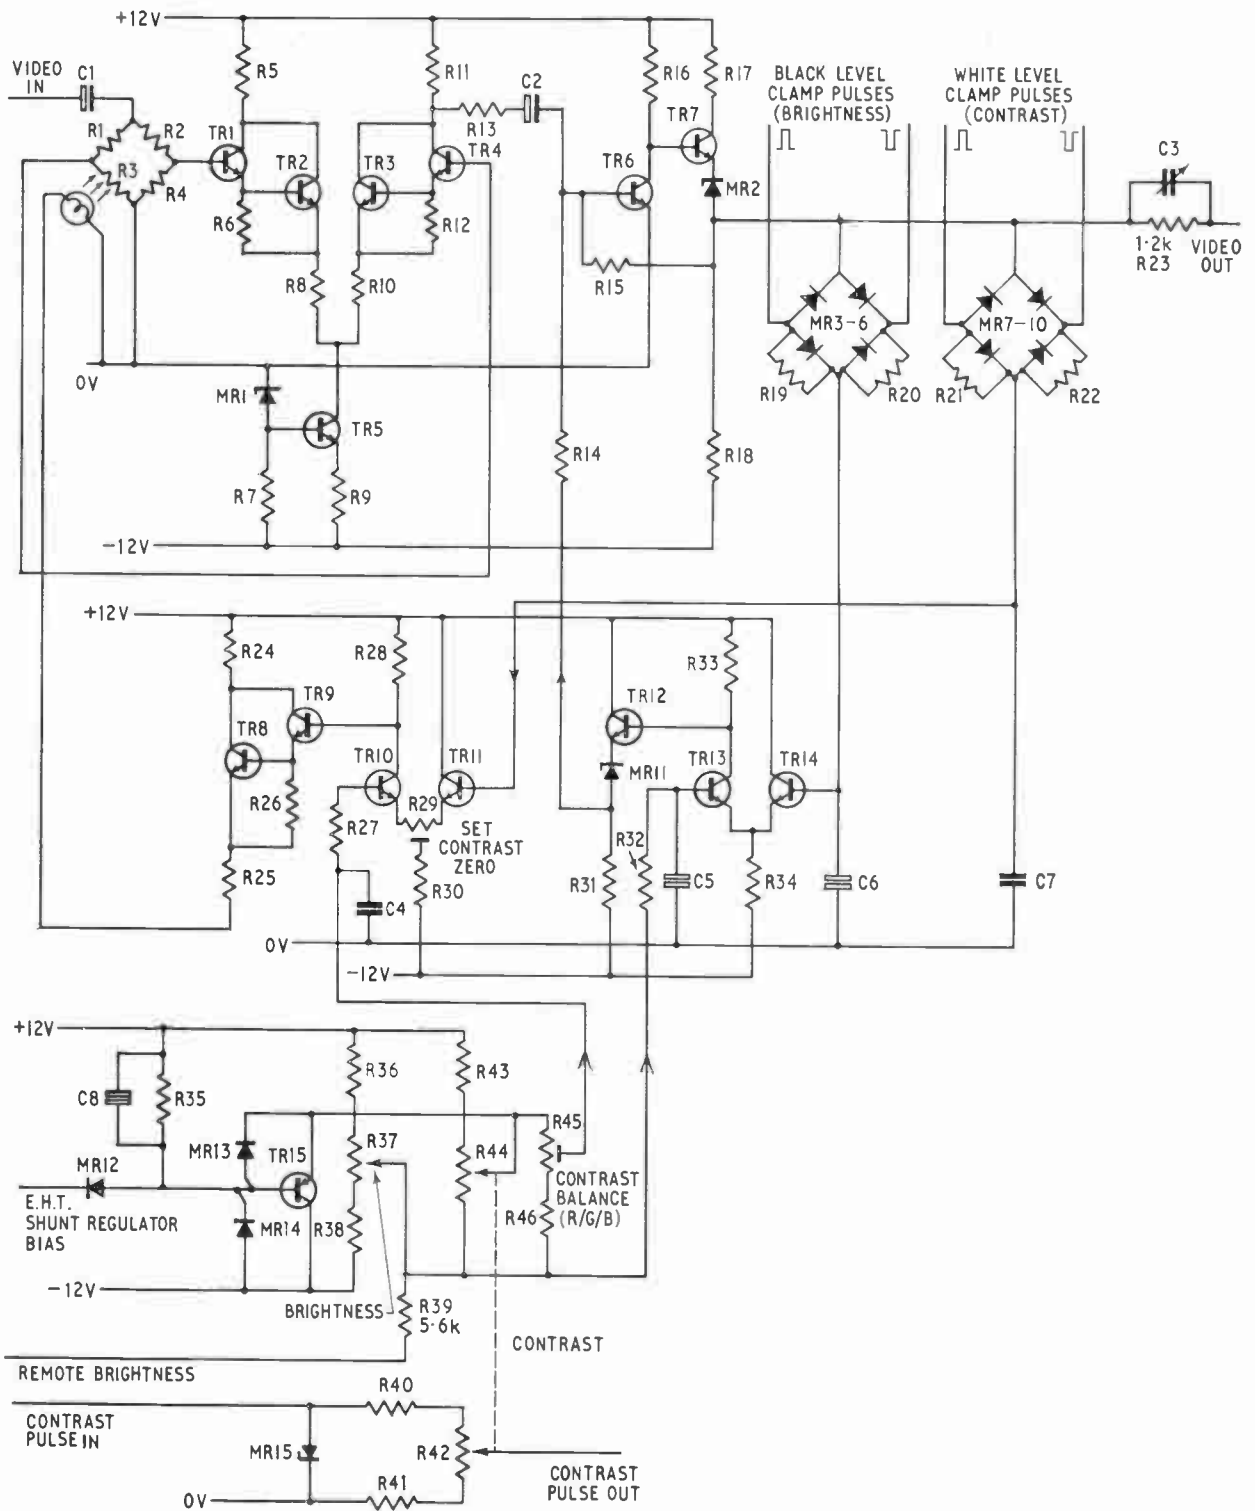 +12V
VIDEO
IN
C1
R1
R2
R3
R4
R5
TR1
TR2
R6
R8
R11
R13
C2
TR3
TR4
R12
R10
R16
R17
TR7
TR6
MR2
R15
BLACK LEVEL
CLAMP PULSES
(BRIGHTNESS)
WHITE LEVEL
CLAMP PULSES
(CONTRAST)
C3
1·2k
R23
VIDEO
OUT
MR3-6
MR7-10
R19
R20
R21
R22
0V
MR1
TR5
R7
R9
R14
R18
-12V
+12V
R24
R28
TR9
TR8
R26
R25
TR10
TR11
R29
R27
SET
CONTRAST
ZERO
R30
C4
R33
TR12
MR11
TR13
TR14
R32
R31
C5
R34
C6
C7
0V
-12V
+12V
C8
R35
R36
R43
MR13
TR15
R37
R44
R45
MR12
CONTRAST
BALANCE
(R/G/B)
E.H.T.
SHUNT REGULATOR
BIAS
MR14
R38
R46
-12V
BRIGHTNESS
R39
5·6k
CONTRAST
REMOTE BRIGHTNESS
R40
CONTRAST
PULSE IN
MR15
R42
R41
CONTRAST
PULSE OUT
0V